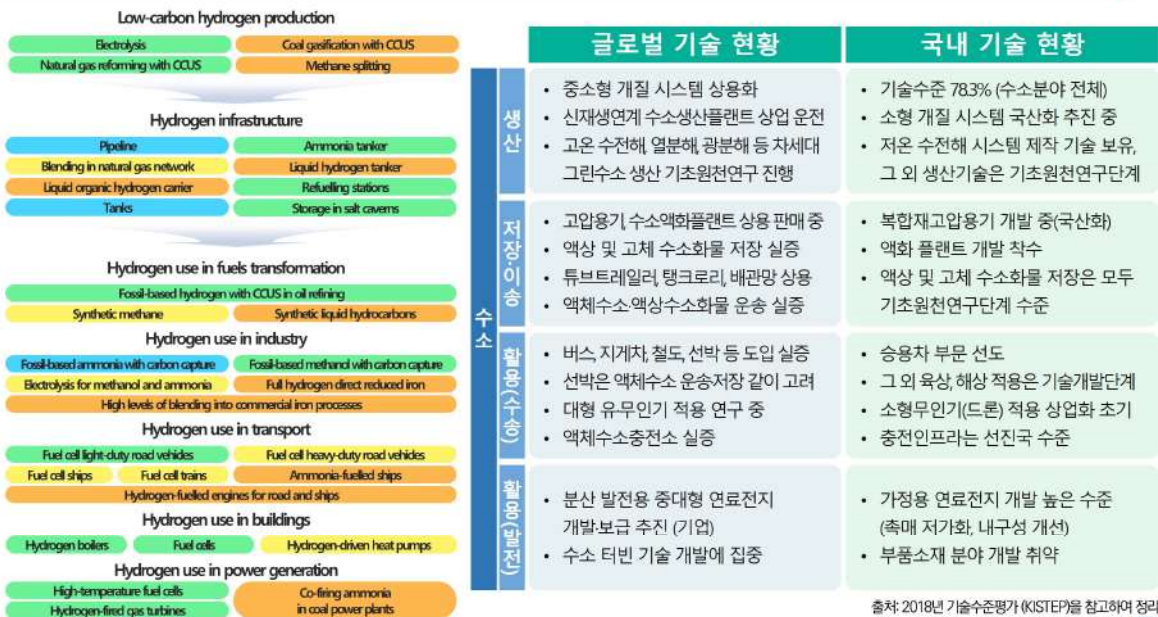 Low-carbon hydrogen production
Electrolysis
Coal gasification with CCUS
Natural gas reforming with CCUS
Methane splitting
Hydrogen infrastructure
Pipeline
Ammonia tanker
Blending in natural gas network
Liquid hydrogen tanker
Liquid organic hydrogen carrier
Refuelling stations
Tanks
Storage in salt caverns
Hydrogen use in fuels transformation
Fossil-based hydrogen with CCUS in oil refining
Synthetic methane
Synthetic liquid hydrocarbons
Hydrogen use in industry
Fossil-based ammonia with carbon capture
Fossil-based methanol with carbon capture
Electrolysis for methanol and ammonia
Full hydrogen direct reduced iron
High levels of blending into commercial iron processes
Hydrogen use in transport
Fuel cell light-duty road vehicles
Fuel cell heavy-duty road vehicles
Fuel cell ships
Fuel cell trains
Ammonia-fuelled ships
Hydrogen-fuelled engines for road and ships
Hydrogen use in buildings
Hydrogen boilers
Fuel cells
Hydrogen-driven heat pumps
Hydrogen use in power generation
High-temperature fuel cells
Co-firing ammonia
in coal power plants
Hydrogen-fired gas turbines
글로벌 기술 현황
국내 기술 현황
수소
생산
• 중소형 개질 시스템 상용화
• 신재생연계 수소생산플랜트 상업 운전
• 고온 수전해, 열분해, 광분해 등 차세대
그린수소 생산 기초원천연구 진행
• 기술수준 78.3% (수소분야 전체)
• 소형 개질 시스템 국산화 추진 중
• 저온 수전해 시스템 제작 기술 보유,
그 외 생산기술은 기초원천연구단계
저장·이송
• 고압용기, 수소액화플랜트 상용 판매 중
• 액상 및 고체 수소화물 저장 실증
• 튜브트레일러, 탱크로리, 배관망 상용
• 액체수소·액상수소화물 운송 실증
• 복합재고압용기 개발 중(국산화)
• 액화 플랜트 개발 착수
• 액상 및 고체 수소화물 저장은 모두
기초원천연구단계 수준
활용(수송)
• 버스, 지게차, 철도, 선박 등 도입 실증
• 선박은 액체수소 운송저장 같이 고려
• 대형 유·무인기 적용 연구 중
• 액체수소충전소 실증
• 승용차 부문 선도
• 그 외 육상, 해상 적용은 기술개발단계
• 소형무인기(드론) 적용 상업화 초기
• 충전인프라는 선진국 수준
활용(발전)
• 분산 발전용 중대형 연료전지
개발·보급 추진 (기업)
• 수소 터빈 기술 개발에 집중
• 가정용 연료전지 개발 높은 수준
(촉매 저가화, 내구성 개선)
• 부품소재 분야 개발 취약
출처: 2018년 기술수준평가 (KISTEP)을 참고하여 정리